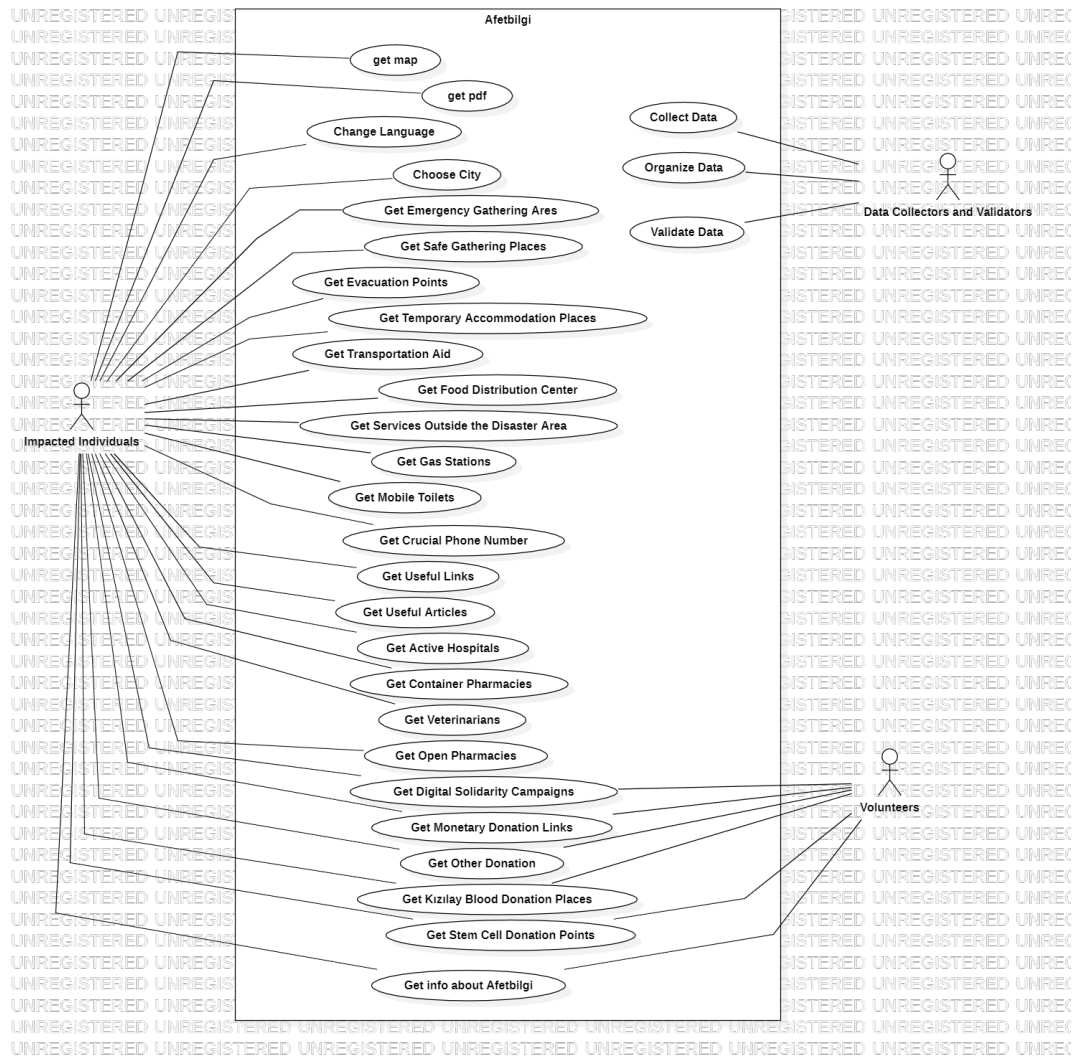 Afetbilgi
get map
get pdf
Collect Data
Change Language
Organize Data
Choose City
Get Emergency Gathering Ares
Data Collectors and Validators
Validate Data
Get Safe Gathering Places
Get Evacuation Points
Get Temporary Accommodation Places
Get Transportation Aid
Get Food Distribution Center
Get Services Outside the Disaster Area
Impacted Individuals
Get Gas Stations
Get Mobile Toilets
Get Crucial Phone Number
Get Useful Links
Get Useful Articles
Get Active Hospitals
Get Container Pharmacies
Get Veterinarians
Get Open Pharmacies
Get Digital Solidarity Campaigns
Volunteers
Get Monetary Donation Links
Get Other Donation
Get Kızılay Blood Donation Places
Get Stem Cell Donation Points
Get info about Afetbilgi
UNREGISTERED UNREGISTERED UNREGISTERED UNREGISTERED UNREGISTERED UNREGISTERED UNREGISTERED